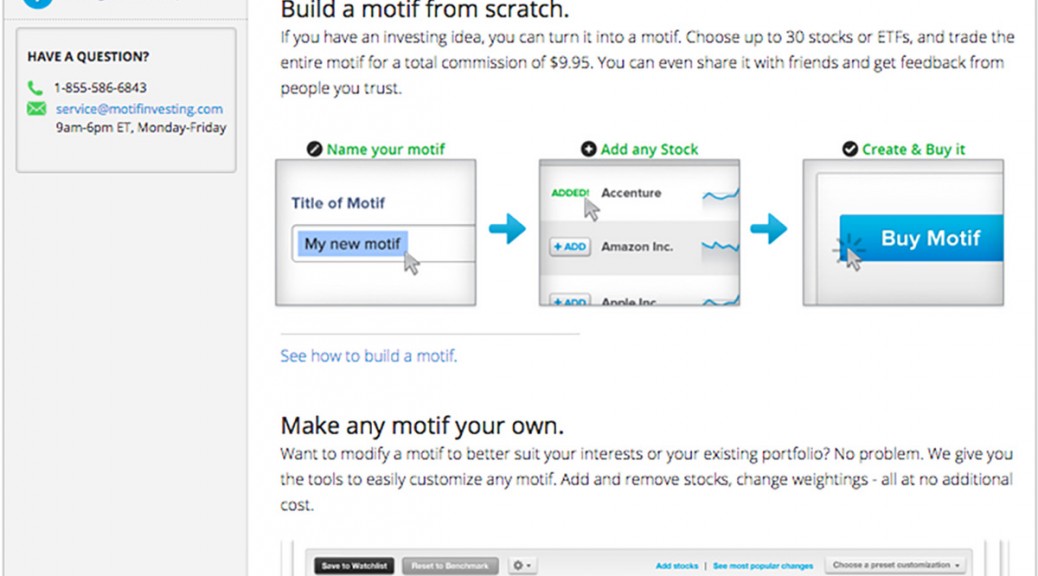 Build a motif from scratch.
If you have an investing idea, you can turn it into a motif. Choose up to 30 stocks or ETFs, and trade the
entire motif for a total commission of $9.95. You can even share it with friends and get feedback from
people you trust.
HAVE A QUESTION?
1-855-586-6843
service@motifinvesting.com
9am-6pm ET, Monday-Friday
Name your motif
Title of Motif
My new motif
Add any Stock
ADDED! Accenture
+ ADD Amazon Inc.
+ ADD Apple Inc
Create & Buy it
Buy Motif
See how to build a motif.
Make any motif your own.
Want to modify a motif to better suit your interests or your existing portfolio? No problem. We give you
the tools to easily customize any motif. Add and remove stocks, change weightings - all at no additional
cost.
Save to Watchlist Reset to Benchmark Add stocks | See most popular changes Choose a preset customization